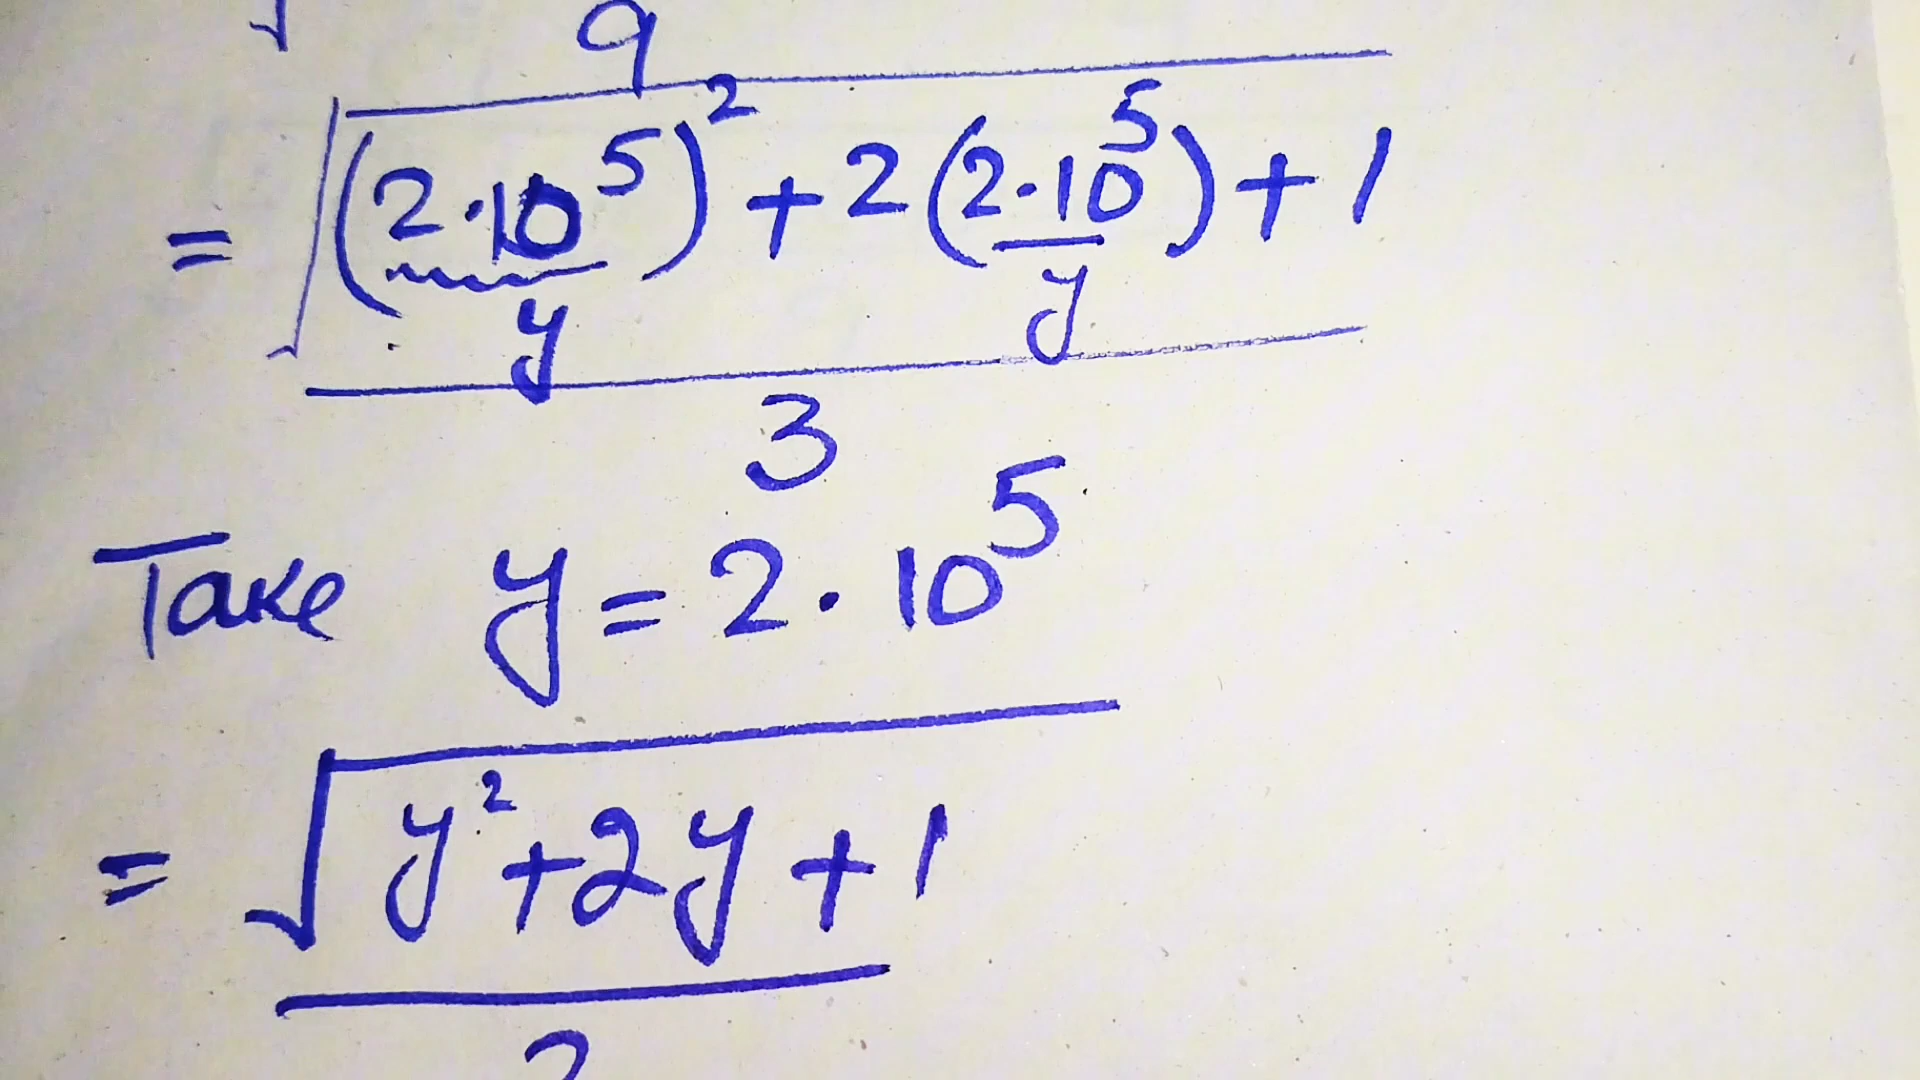 9
= √(2·10⁵)² + 2(2·10⁵) + 1
y y
3
Take y = 2·10⁵
= √y² + 2y + 1